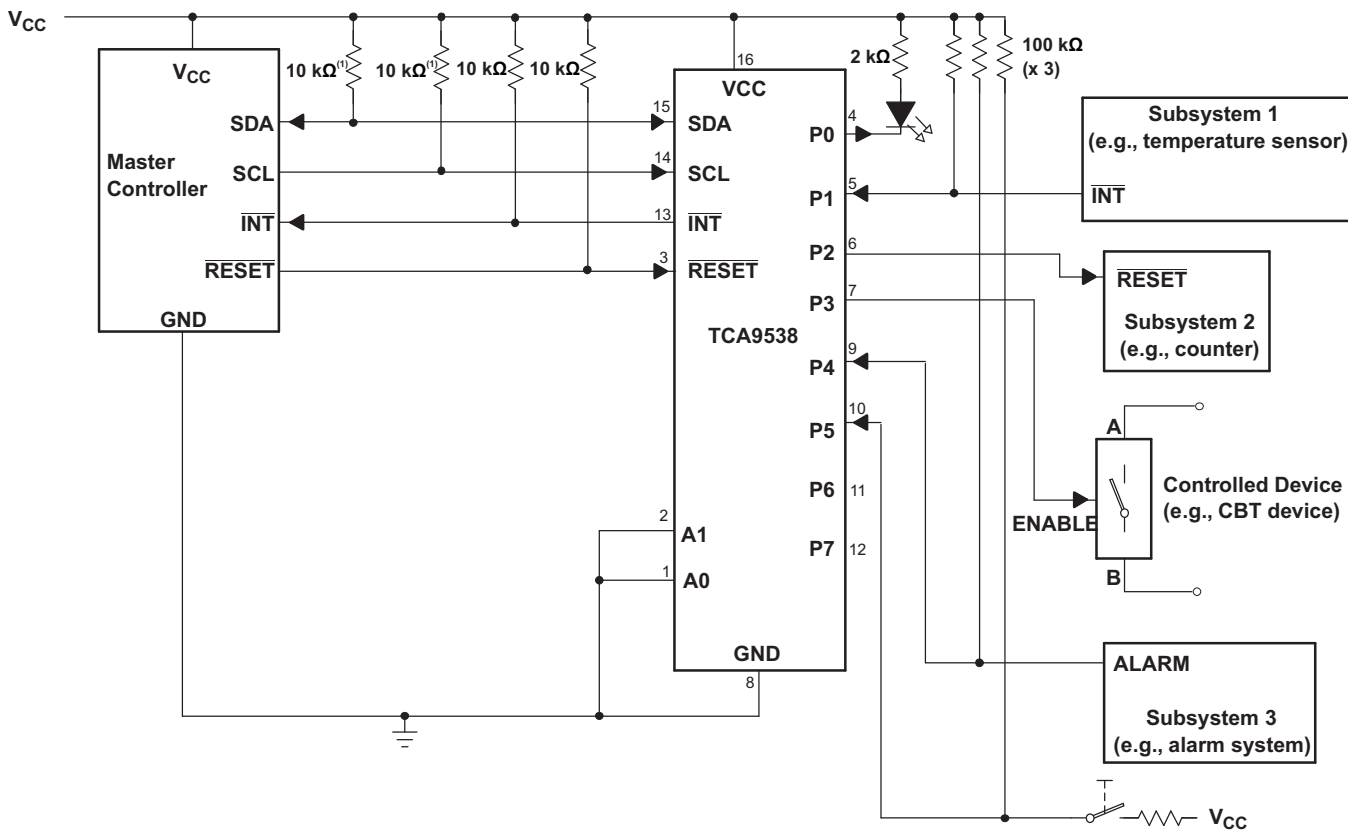 VCC
VCC
10 kΩ(1)
10 kΩ(1)
10 kΩ
10 kΩ
16
VCC
2 kΩ
100 kΩ
(x 3)
SDA
15
SDA
Master
Controller
SCL
14
SCL
INT
13
INT
RESET
3
RESET
GND
TCA9538
P0
4
P1
5
P2
6
P3
7
P4
9
P5
10
P6
11
P7
12
2
A1
1
A0
GND
8
Subsystem 1
(e.g., temperature sensor)
INT
RESET
Subsystem 2
(e.g., counter)
A
Controlled Device
(e.g., CBT device)
ENABLE
B
ALARM
Subsystem 3
(e.g., alarm system)
VCC